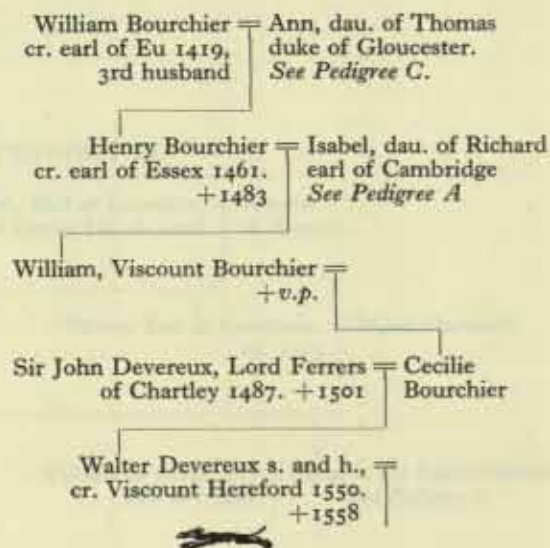 William Bourchier = Ann, dau. of Thomas
cr. earl of Eu 1419, duke of Gloucester.
3rd husband See Pedigree C.
Henry Bourchier = Isabel, dau. of Richard
cr. earl of Essex 1461. earl of Cambridge
+1483 See Pedigree A
William, Viscount Bourchier =
+v.p.
Sir John Devereux, Lord Ferrers = Cecilie
of Chartley 1487. +1501 Bourchier
Walter Devereux s. and h., =
cr. Viscount Hereford 1550.
+1558